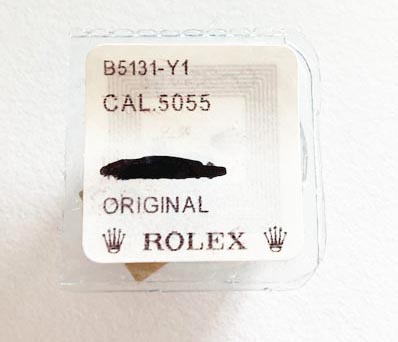 B5131-Y1
CAL.5055
ORIGINAL
ROLEX